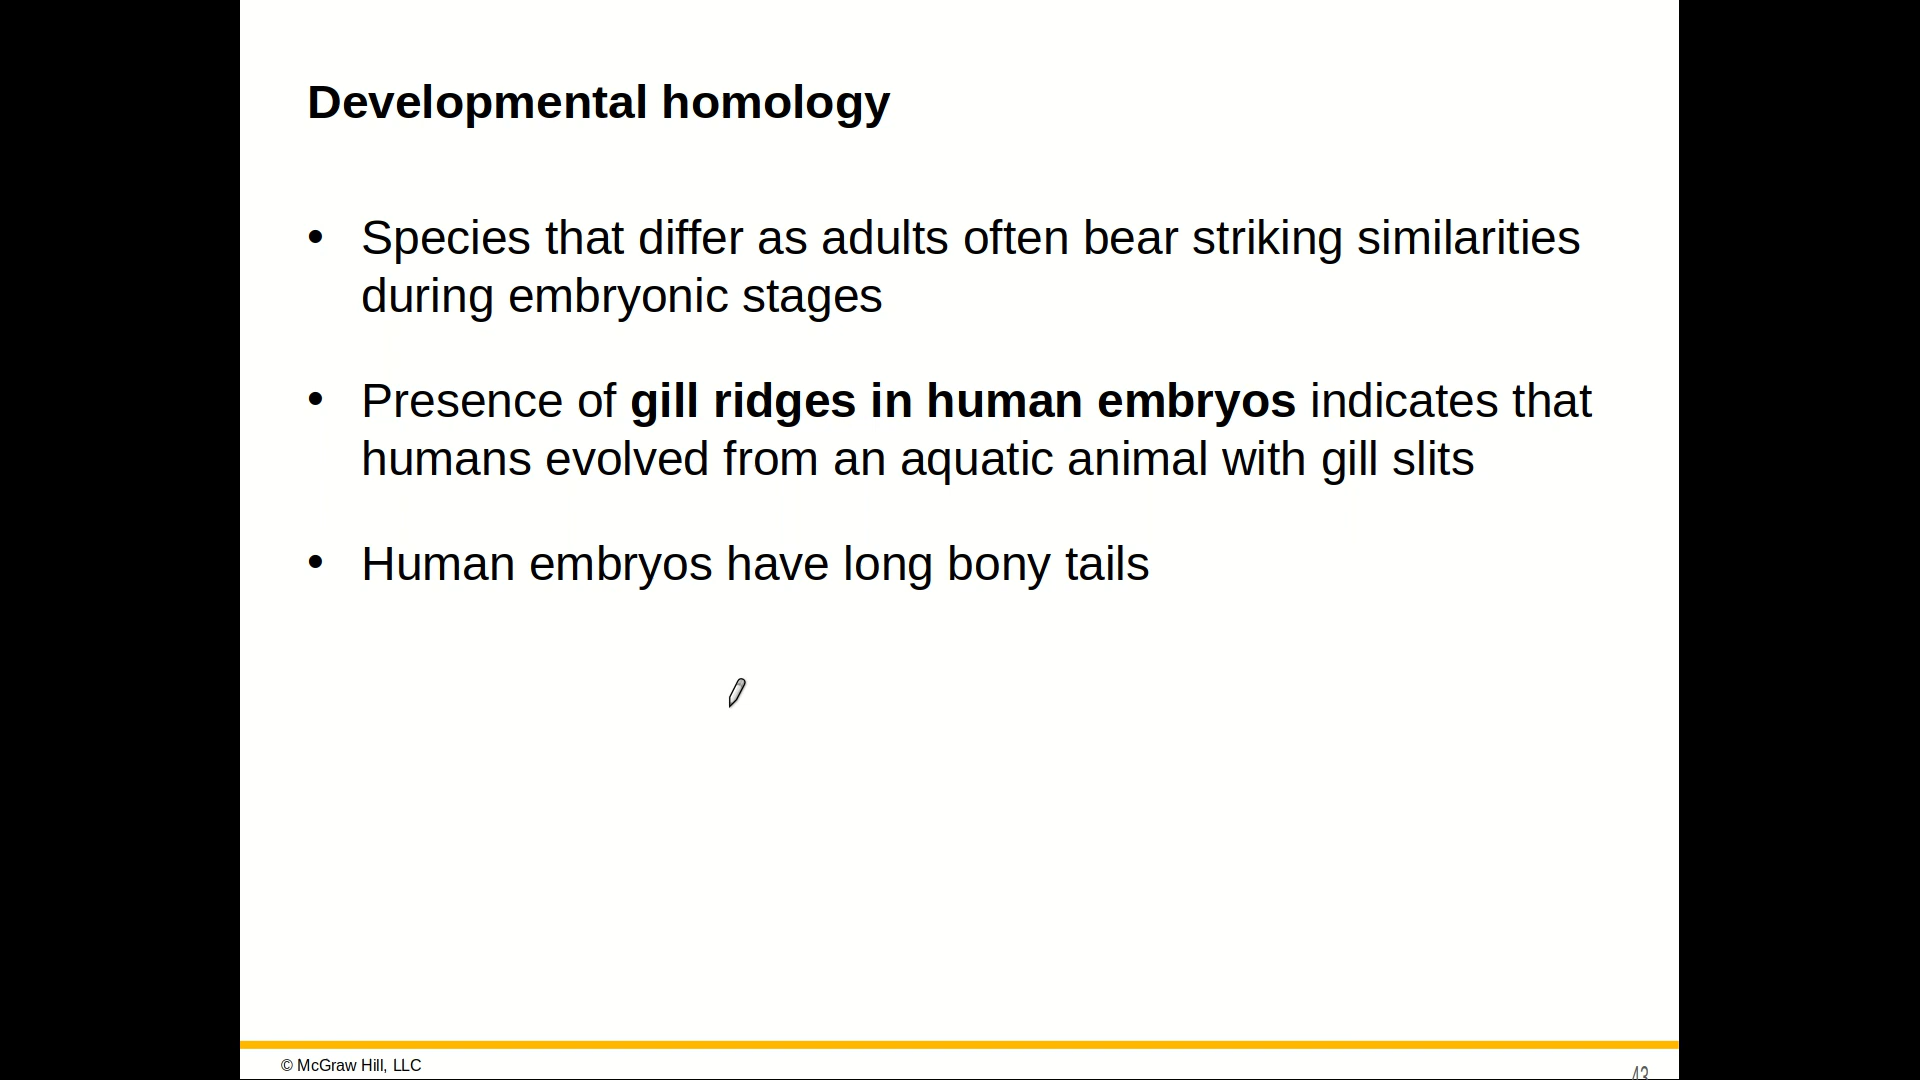 Developmental homology
• Species that differ as adults often bear striking similarities
during embryonic stages
• Presence of gill ridges in human embryos indicates that
humans evolved from an aquatic animal with gill slits
• Human embryos have long bony tails
© McGraw Hill, LLC
43